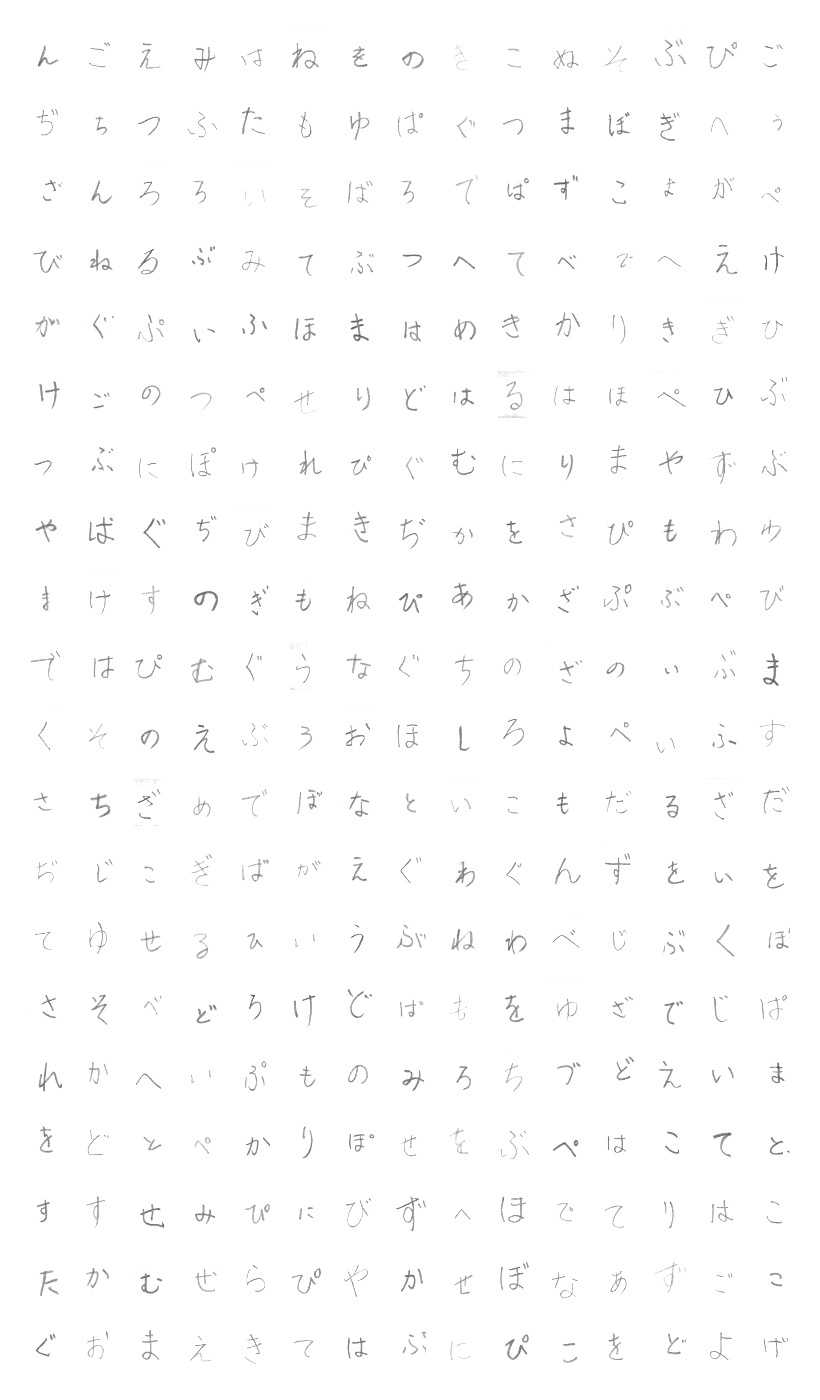 んごえみはねをのきこぬそぶぴご
ぢちつふたもゆぱぐつまぼぎへう
ざんろろいそばろでぱずこよがぺ
びねるぶみてぶつへてべでへえけ
がぐぷいふほまはめきかりきぎひ
けごのつぺせりどはるはほぺひぶ
つぶにぽけれぴぐむにりまやずぶ
やばぐぢびまきぢかをさぴもわゆ
まけすのぎもねぴあかざぷぶぺび
ではぴむぐうなぐちのざのいぶま
くそのえぶろおほしろよぺいふす
さちざめでぼなといこもだるざだ
ぢじこぎばがえぐわぐんずをいを
てゆせるひいうぶねわべじぶくぼ
さそべどろけどぱもをゆざでじぱ
れかへいぷものみろちづどえいま
をどとぺかりぽせをぶぺはこてと
すすせみぴにびずへほでてりはこ
たかむぜらぴやかせぼなあずごこ
ぐおまえきてはぶにぴこをどよげ